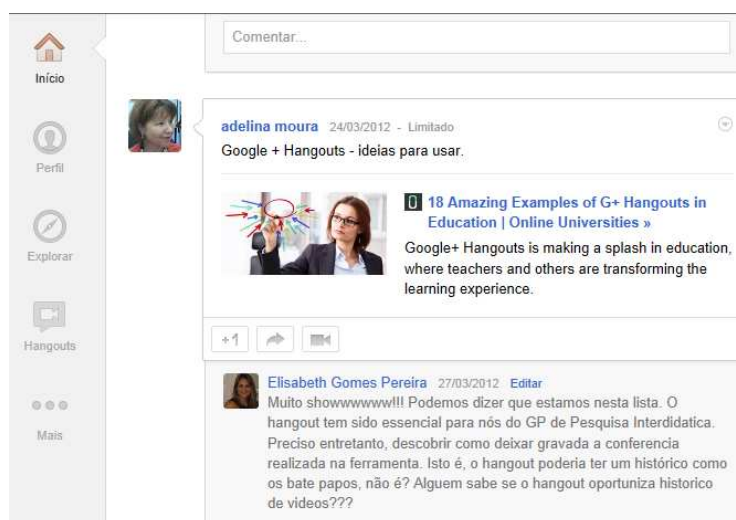 Comentar...
Início
adelina moura 24/03/2012 - Limitado
Google + Hangouts - ideias para usar.
Perfil
18 Amazing Examples of G+ Hangouts in
Education | Online Universities »
Google+ Hangouts is making a splash in education,
where teachers and others are transforming the
learning experience.
Explorar
Hangouts
+1
Elisabeth Gomes Pereira 27/03/2012 Editar
Muito showwwwww!!! Podemos dizer que estamos nesta lista. O
hangout tem sido essencial para nós do GP de Pesquisa Interdidatica.
Preciso entretanto, descobrir como deixar gravada a conferencia
realizada na ferramenta. Isto é, o hangout poderia ter um histórico como
os bate papos, não é? Alguem sabe se o hangout oportuniza historico
de videos???
Mais